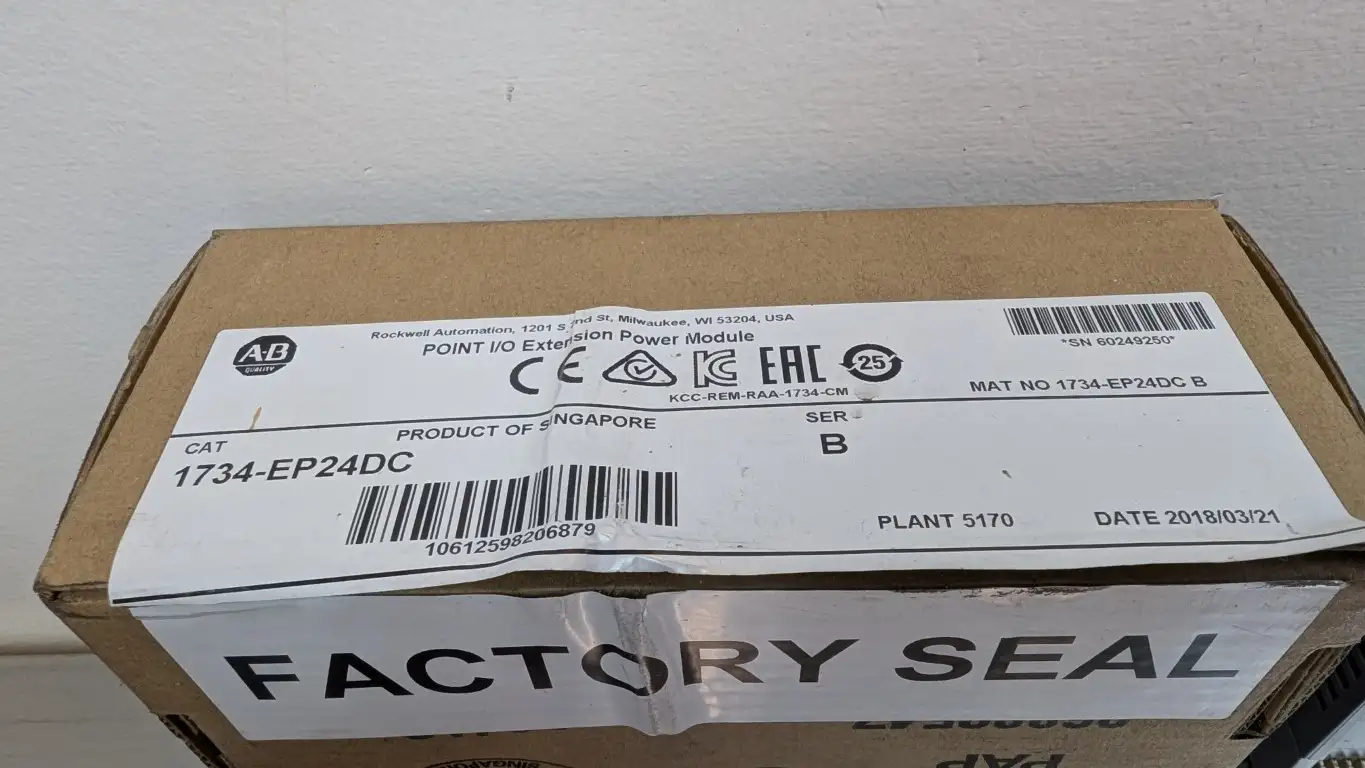 A-B
QUALITY
Rockwell Automation, 1201 S 2nd St, Milwaukee, WI 53204, USA
POINT I/O Extension Power Module
CE KC EAC 25
KCC-REM-RAA-1734-CM
*SN 60249250*
MAT NO 1734-EP24DC B
CAT
1734-EP24DC
PRODUCT OF SINGAPORE
SER
B
10612598206879
PLANT 5170
DATE 2018/03/21
FACTORY SEAL
PAP
SINGAPORE